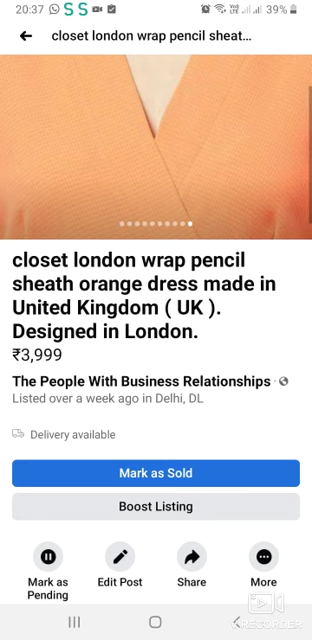 20:37 S S 39%
closet london wrap pencil sheat...
closet london wrap pencil
sheath orange dress made in
United Kingdom ( UK ).
Designed in London.
₹3,999
The People With Business Relationships ·
Listed over a week ago in Delhi, DL
Delivery available
Mark as Sold
Boost Listing
Mark as
Pending
Edit Post
Share
More
RECORDER